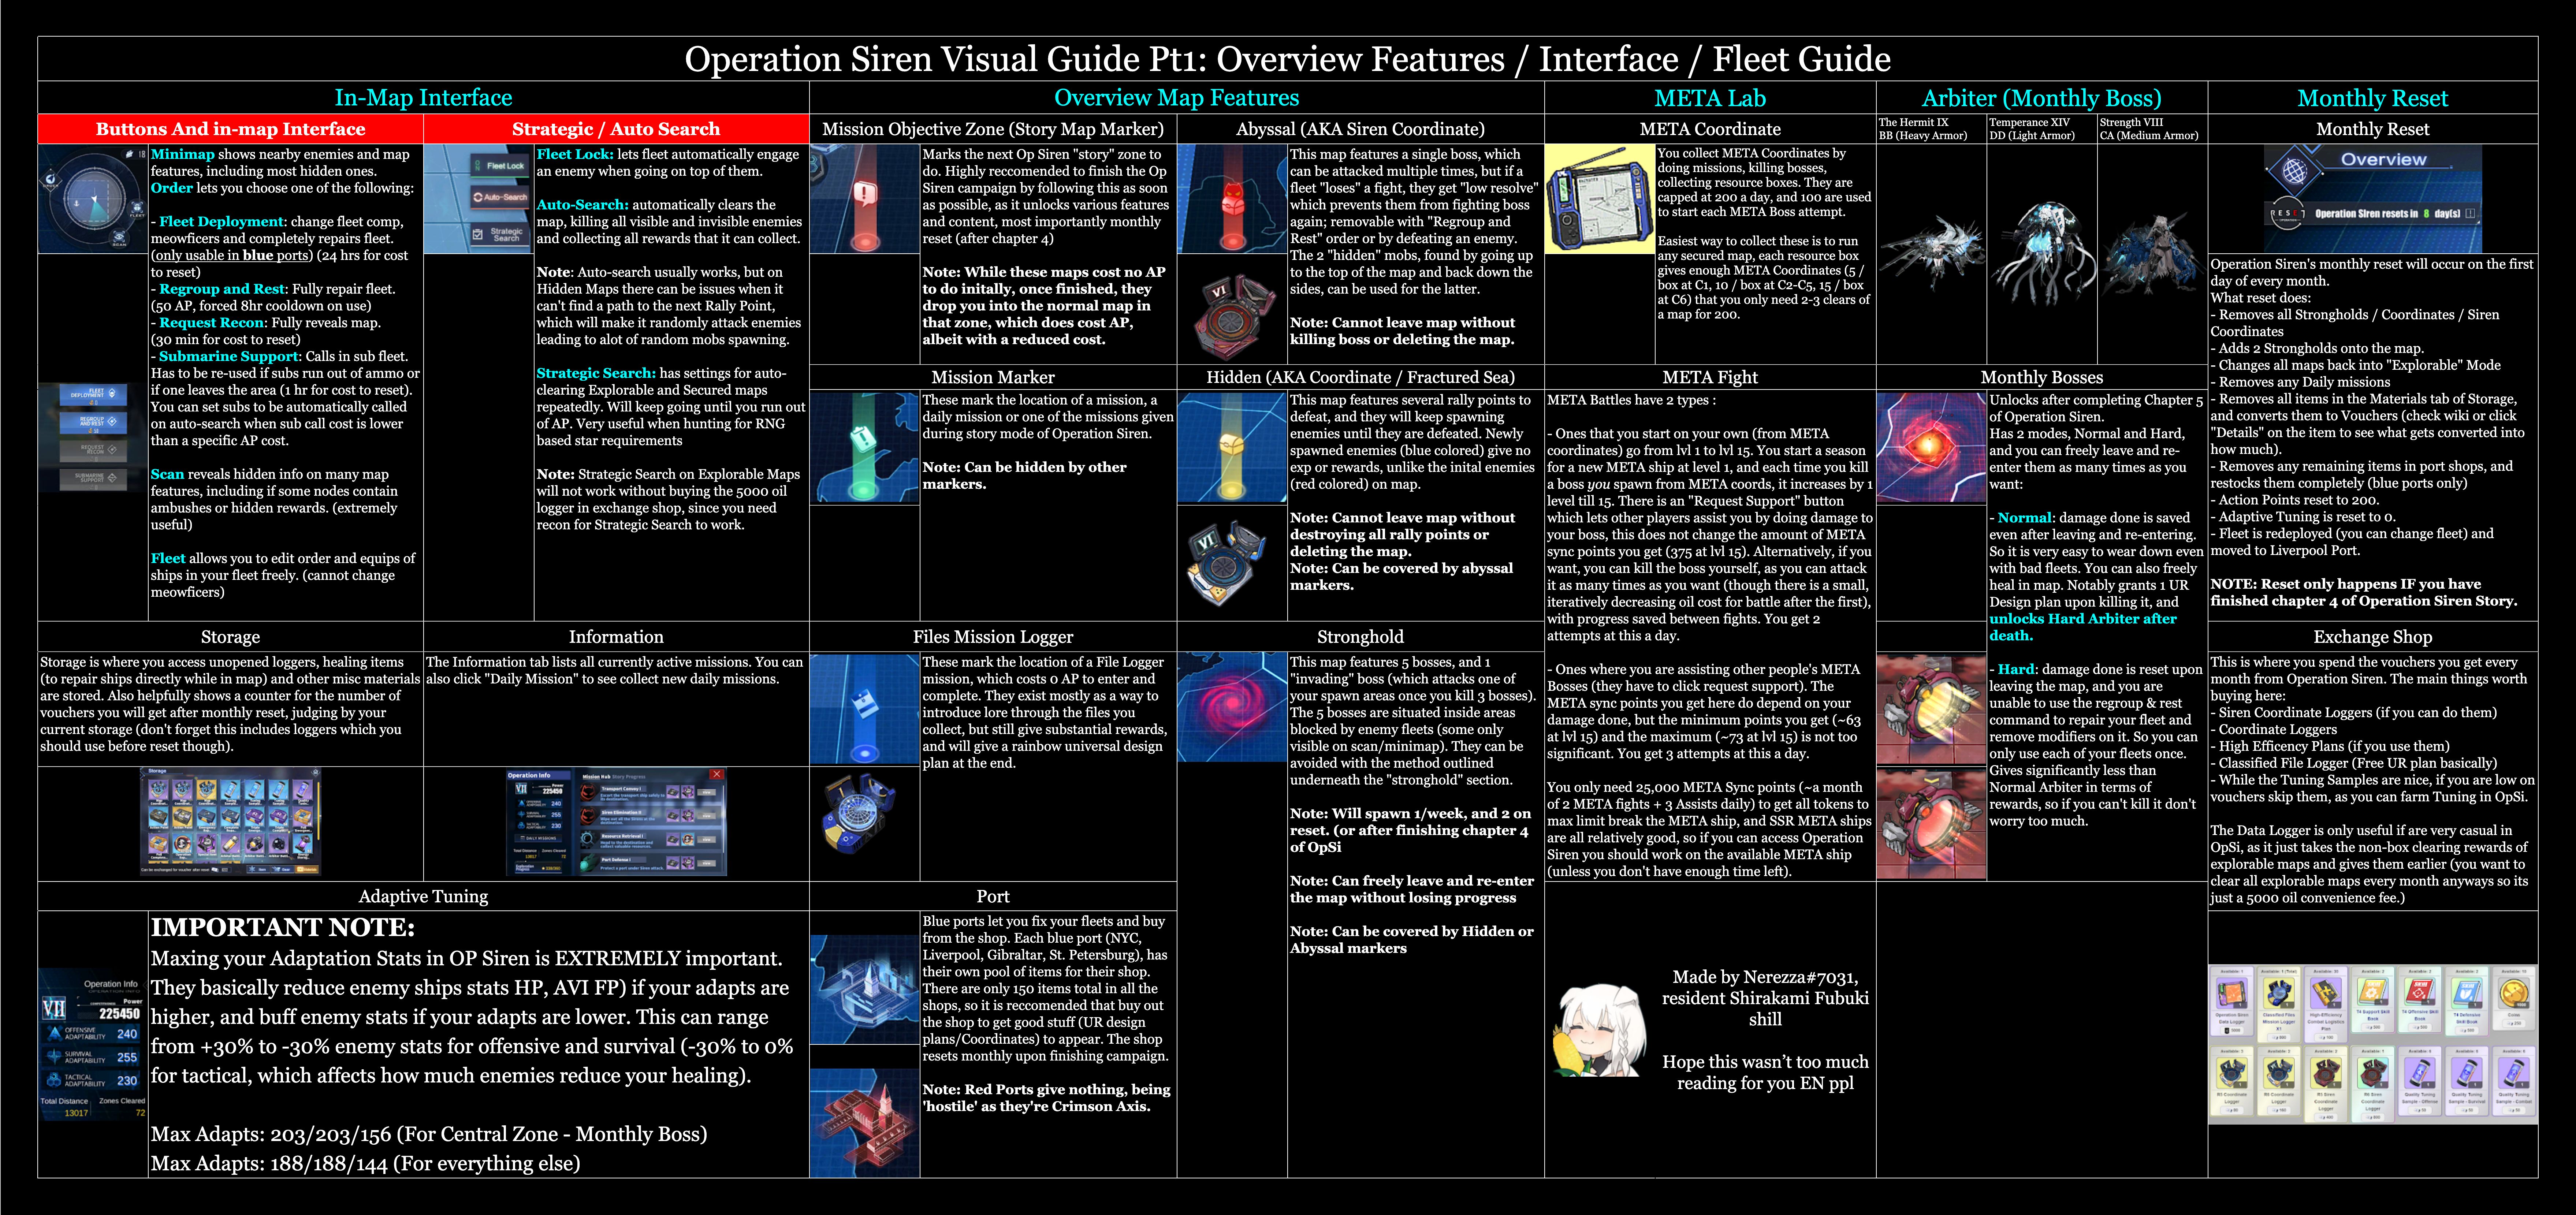 Operation Siren Visual Guide Pt1: Overview Features / Interface / Fleet Guide
In-Map Interface
Overview Map Features
META Lab
Arbiter (Monthly Boss)
Monthly Reset
Buttons And in-map Interface
18
FLEET
SCAN
FLEET
DEPLOYMENT
REGROUP
AND REST
REQUEST
RECON
SUBMARINE
SUPPORT
Minimap shows nearby enemies and map
features, including most hidden ones.
Order lets you choose one of the following:
- Fleet Deployment: change fleet comp,
meowficers and completely repairs fleet.
(only usable in blue ports) (24 hrs for cost
to reset)
- Regroup and Rest: Fully repair fleet.
(50 AP, forced 8hr cooldown on use)
- Request Recon: Fully reveals map.
(30 min for cost to reset)
- Submarine Support: Calls in sub fleet.
Has to be re-used if subs run out of ammo or
if one leaves the area (1 hr for cost to reset).
You can set subs to be automatically called
on auto-search when sub call cost is lower
than a specific AP cost.
Scan reveals hidden info on many map
features, including if some nodes contain
ambushes or hidden rewards. (extremely
useful)
Fleet allows you to edit order and equips of
ships in your fleet freely. (cannot change
meowficers)
Strategic / Auto Search
Fleet Lock
Auto-Search
Strategic
Search
Fleet Lock: lets fleet automatically engage
an enemy when going on top of them.
Auto-Search: automatically clears the
map, killing all visible and invisible enemies
and collecting all rewards that it can collect.
Note: Auto-search usually works, but on
Hidden Maps there can be issues when it
can't find a path to the next Rally Point,
which will make it randomly attack enemies
leading to alot of random mobs spawning.
Strategic Search: has settings for auto-
clearing Explorable and Secured maps
repeatedly. Will keep going until you run out
of AP. Very useful when hunting for RNG
based star requirements
Note: Strategic Search on Explorable Maps
will not work without buying the 5000 oil
logger in exchange shop, since you need
recon for Strategic Search to work.
Storage
Storage is where you access unopened loggers, healing items
(to repair ships directly while in map) and other misc materials
are stored. Also helpfully shows a counter for the number of
vouchers you will get after monthly reset, judging by your
current storage (don't forget this includes loggers which you
should use before reset though).
Storage
Information
The Information tab lists all currently active missions. You can
also click "Daily Mission" to see collect new daily missions.
Operation Info
Mission Hub Story Progress
VII
Power
225450
240
255
230
Transport Convoy I
Siren Elimination II
Resource Retrieval I
Port Defense I
Adaptive Tuning
Operation Info
VII
Power
225450
OFFENSIVE
ADAPTABILITY 240
SURVIVAL
ADAPTABILITY 255
TACTICAL
ADAPTABILITY 230
Total Distance Zones Cleared
13017 72
IMPORTANT NOTE:
Maxing your Adaptation Stats in OP Siren is EXTREMELY important.
They basically reduce enemy ships stats HP, AVI FP) if your adapts are
higher, and buff enemy stats if your adapts are lower. This can range
from +30% to -30% enemy stats for offensive and survival (-30% to 0%
for tactical, which affects how much enemies reduce your healing).
Max Adapts: 203/203/156 (For Central Zone - Monthly Boss)
Max Adapts: 188/188/144 (For everything else)
Mission Objective Zone (Story Map Marker)
Marks the next Op Siren "story" zone to
do. Highly reccomended to finish the Op
Siren campaign by following this as soon
as possible, as it unlocks various features
and content, most importantly monthly
reset (after chapter 4)
Note: While these maps cost no AP
to do initally, once finished, they
drop you into the normal map in
that zone, which does cost AP,
albeit with a reduced cost.
Mission Marker
These mark the location of a mission, a
daily mission or one of the missions given
during story mode of Operation Siren.
Note: Can be hidden by other
markers.
Files Mission Logger
These mark the location of a File Logger
mission, which costs 0 AP to enter and
complete. They exist mostly as a way to
introduce lore through the files you
collect, but still give substantial rewards,
and will give a rainbow universal design
plan at the end.
Port
Blue ports let you fix your fleets and buy
from the shop. Each blue port (NYC,
Liverpool, Gibraltar, St. Petersburg), has
their own pool of items for their shop.
There are only 150 items total in all the
shops, so it is reccomended that buy out
the shop to get good stuff (UR design
plans/Coordinates) to appear. The shop
resets monthly upon finishing campaign.
Note: Red Ports give nothing, being
'hostile' as they're Crimson Axis.
Abyssal (AKA Siren Coordinate)
VI
This map features a single boss, which
can be attacked multiple times, but if a
fleet "loses" a fight, they get "low resolve"
which prevents them from fighting boss
again; removable with "Regroup and
Rest" order or by defeating an enemy.
The 2 "hidden" mobs, found by going up
to the top of the map and back down the
sides, can be used for the latter.
Note: Cannot leave map without
killing boss or deleting the map.
Hidden (AKA Coordinate / Fractured Sea)
VI
This map features several rally points to
defeat, and they will keep spawning
enemies until they are defeated. Newly
spawned enemies (blue colored) give no
exp or rewards, unlike the inital enemies
(red colored) on map.
Note: Cannot leave map without
destroying all rally points or
deleting the map.
Note: Can be covered by abyssal
markers.
Stronghold
This map features 5 bosses, and 1
"invading" boss (which attacks one of
your spawn areas once you kill 3 bosses).
The 5 bosses are situated inside areas
blocked by enemy fleets (some only
visible on scan/minimap). They can be
avoided with the method outlined
underneath the "stronghold" section.
Note: Will spawn 1/week, and 2 on
reset. (or after finishing chapter 4
of OpSi
Note: Can freely leave and re-enter
the map without losing progress
Note: Can be covered by Hidden or
Abyssal markers
META Coordinate
You collect META Coordinates by
doing missions, killing bosses,
collecting resource boxes. They are
capped at 200 a day, and 100 are used
to start each META Boss attempt.
Easiest way to collect these is to run
any secured map, each resource box
gives enough META Coordinates (5 /
box at C1, 10 / box at C2-C5, 15 / box
at C6) that you only need 2-3 clears of
a map for 200.
META Fight
META Battles have 2 types :
- Ones that you start on your own (from META
coordinates) go from lvl 1 to lvl 15. You start a season
for a new META ship at level 1, and each time you kill
a boss you spawn from META coords, it increases by 1
level till 15. There is an "Request Support" button
which lets other players assist you by doing damage to
your boss, this does not change the amount of META
sync points you get (375 at lvl 15). Alternatively, if you
want, you can kill the boss yourself, as you can attack
it as many times as you want (though there is a small,
iteratively decreasing oil cost for battle after the first),
with progress saved between fights. You get 2
attempts at this a day.
- Ones where you are assisting other people's META
Bosses (they have to click request support). The
META sync points you get here do depend on your
damage done, but the minimum points you get (~63
at lvl 15) and the maximum (~73 at lvl 15) is not too
significant. You get 3 attempts at this a day.
You only need 25,000 META Sync points (~a month
of 2 META fights + 3 Assists daily) to get all tokens to
max limit break the META ship, and SSR META ships
are all relatively good, so if you can access Operation
Siren you should work on the available META ship
(unless you don't have enough time left).
Made by Nerezza#7031,
resident Shirakami Fubuki
shill
Hope this wasn't too much
reading for you EN ppl
The Hermit IX
BB (Heavy Armor)
Temperance XIV
DD (Light Armor)
Strength VIII
CA (Medium Armor)
Monthly Bosses
Unlocks after completing Chapter 5
of Operation Siren.
Has 2 modes, Normal and Hard,
and you can freely leave and re-
enter them as many times as you
want:
- Normal: damage done is saved
even after leaving and re-entering.
So it is very easy to wear down even
with bad fleets. You can also freely
heal in map. Notably grants 1 UR
Design plan upon killing it, and
unlocks Hard Arbiter after
death.
- Hard: damage done is reset upon
leaving the map, and you are
unable to use the regroup & rest
command to repair your fleet and
remove modifiers on it. So you can
only use each of your fleets once.
Gives significantly less than
Normal Arbiter in terms of
rewards, so if you can't kill it don't
worry too much.
Monthly Reset
Overview
RESET
Operation Siren resets in 8 day(s)
Operation Siren's monthly reset will occur on the first
day of every month.
What reset does:
- Removes all Strongholds / Coordinates / Siren
Coordinates
- Adds 2 Strongholds onto the map.
- Changes all maps back into "Explorable" Mode
- Removes any Daily missions
- Removes all items in the Materials tab of Storage,
and converts them to Vouchers (check wiki or click
"Details" on the item to see what gets converted into
how much).
- Removes any remaining items in port shops, and
restocks them completely (blue ports only)
- Action Points reset to 200.
- Adaptive Tuning is reset to 0.
- Fleet is redeployed (you can change fleet) and
moved to Liverpool Port.
NOTE: Reset only happens IF you have
finished chapter 4 of Operation Siren Story.
Exchange Shop
This is where you spend the vouchers you get every
month from Operation Siren. The main things worth
buying here:
- Siren Coordinate Loggers (if you can do them)
- Coordinate Loggers
- High Efficency Plans (if you use them)
- Classified File Logger (Free UR plan basically)
- While the Tuning Samples are nice, if you are low on
vouchers skip them, as you can farm Tuning in OpSi.
The Data Logger is only useful if are very casual in
OpSi, as it just takes the non-box clearing rewards of
explorable maps and gives them earlier (you want to
clear all explorable maps every month anyways so its
just a 5000 oil convenience fee.)